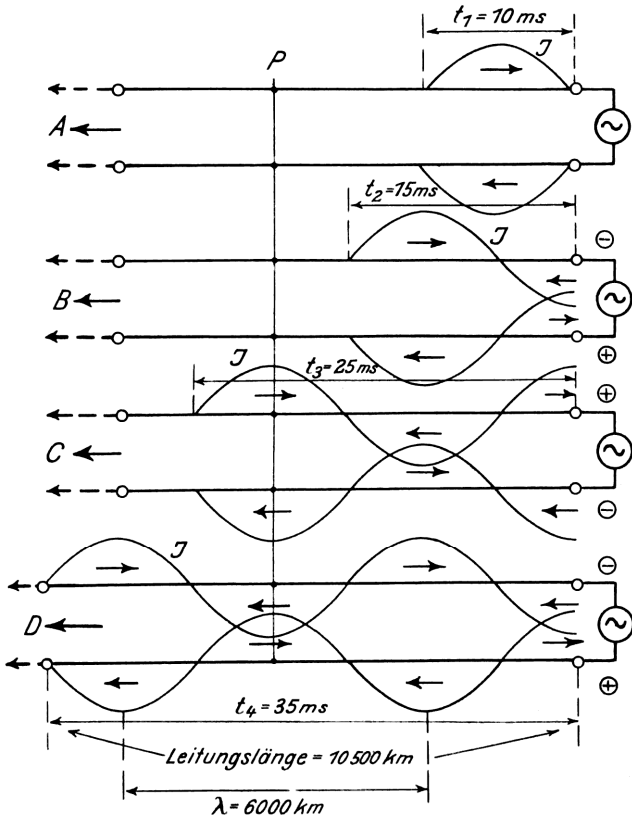 t₁ = 10 ms
P
J
A
t₂ = 15 ms
J
B
t₃ = 25 ms
J
C
J
D
t₄ = 35 ms
Leitungslänge = 10 500 km
λ = 6000 km